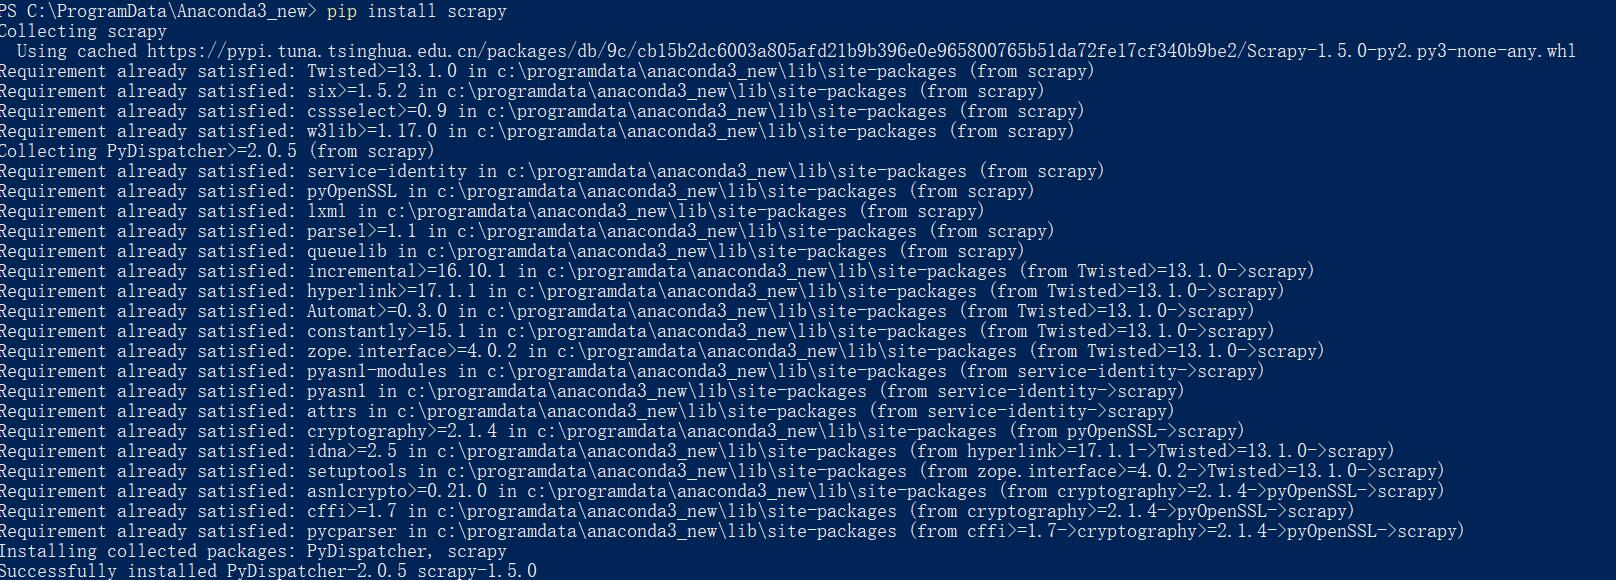 PS C:\ProgramData\Anaconda3_new> pip install scrapy
Collecting scrapy
  Using cached https://pypi.tuna.tsinghua.edu.cn/packages/db/9c/cb15b2dc6003a805afd21b9b396e0e965800765b51da72fe17cf340b9be2/Scrapy-1.5.0-py2.py3-none-any.whl
Requirement already satisfied: Twisted>=13.1.0 in c:\programdata\anaconda3_new\lib\site-packages (from scrapy)
Requirement already satisfied: six>=1.5.2 in c:\programdata\anaconda3_new\lib\site-packages (from scrapy)
Requirement already satisfied: cssselect>=0.9 in c:\programdata\anaconda3_new\lib\site-packages (from scrapy)
Requirement already satisfied: w3lib>=1.17.0 in c:\programdata\anaconda3_new\lib\site-packages (from scrapy)
Collecting PyDispatcher>=2.0.5 (from scrapy)
Requirement already satisfied: service-identity in c:\programdata\anaconda3_new\lib\site-packages (from scrapy)
Requirement already satisfied: pyOpenSSL in c:\programdata\anaconda3_new\lib\site-packages (from scrapy)
Requirement already satisfied: lxml in c:\programdata\anaconda3_new\lib\site-packages (from scrapy)
Requirement already satisfied: parsel>=1.1 in c:\programdata\anaconda3_new\lib\site-packages (from scrapy)
Requirement already satisfied: queuelib in c:\programdata\anaconda3_new\lib\site-packages (from scrapy)
Requirement already satisfied: incremental>=16.10.1 in c:\programdata\anaconda3_new\lib\site-packages (from Twisted>=13.1.0->scrapy)
Requirement already satisfied: hyperlink>=17.1.1 in c:\programdata\anaconda3_new\lib\site-packages (from Twisted>=13.1.0->scrapy)
Requirement already satisfied: Automat>=0.3.0 in c:\programdata\anaconda3_new\lib\site-packages (from Twisted>=13.1.0->scrapy)
Requirement already satisfied: constantly>=15.1 in c:\programdata\anaconda3_new\lib\site-packages (from Twisted>=13.1.0->scrapy)
Requirement already satisfied: zope.interface>=4.0.2 in c:\programdata\anaconda3_new\lib\site-packages (from Twisted>=13.1.0->scrapy)
Requirement already satisfied: pyasn1-modules in c:\programdata\anaconda3_new\lib\site-packages (from service-identity->scrapy)
Requirement already satisfied: pyasn1 in c:\programdata\anaconda3_new\lib\site-packages (from service-identity->scrapy)
Requirement already satisfied: attrs in c:\programdata\anaconda3_new\lib\site-packages (from service-identity->scrapy)
Requirement already satisfied: cryptography>=2.1.4 in c:\programdata\anaconda3_new\lib\site-packages (from pyOpenSSL->scrapy)
Requirement already satisfied: idna>=2.5 in c:\programdata\anaconda3_new\lib\site-packages (from hyperlink>=17.1.1->Twisted>=13.1.0->scrapy)
Requirement already satisfied: setuptools in c:\programdata\anaconda3_new\lib\site-packages (from zope.interface>=4.0.2->Twisted>=13.1.0->scrapy)
Requirement already satisfied: asn1crypto>=0.21.0 in c:\programdata\anaconda3_new\lib\site-packages (from cryptography>=2.1.4->pyOpenSSL->scrapy)
Requirement already satisfied: cffi>=1.7 in c:\programdata\anaconda3_new\lib\site-packages (from cryptography>=2.1.4->pyOpenSSL->scrapy)
Requirement already satisfied: pycparser in c:\programdata\anaconda3_new\lib\site-packages (from cffi>=1.7->cryptography>=2.1.4->pyOpenSSL->scrapy)
Installing collected packages: PyDispatcher, scrapy
Successfully installed PyDispatcher-2.0.5 scrapy-1.5.0